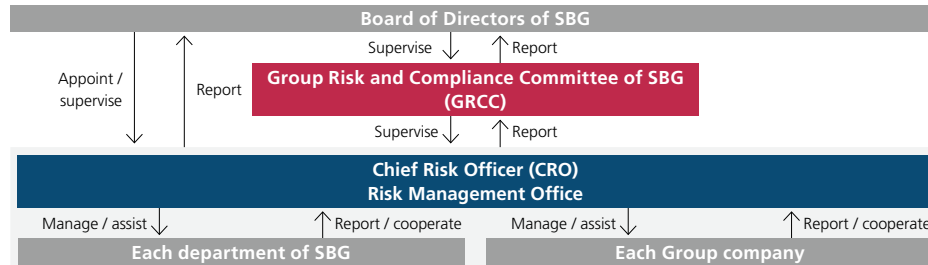 Board of Directors of SBG
Supervise
Report
Appoint /
supervise
Report
Group Risk and Compliance Committee of SBG
(GRCC)
Supervise
Report
Chief Risk Officer (CRO)
Risk Management Office
Manage / assist
Report / cooperate
Manage / assist
Report / cooperate
Each department of SBG
Each Group company